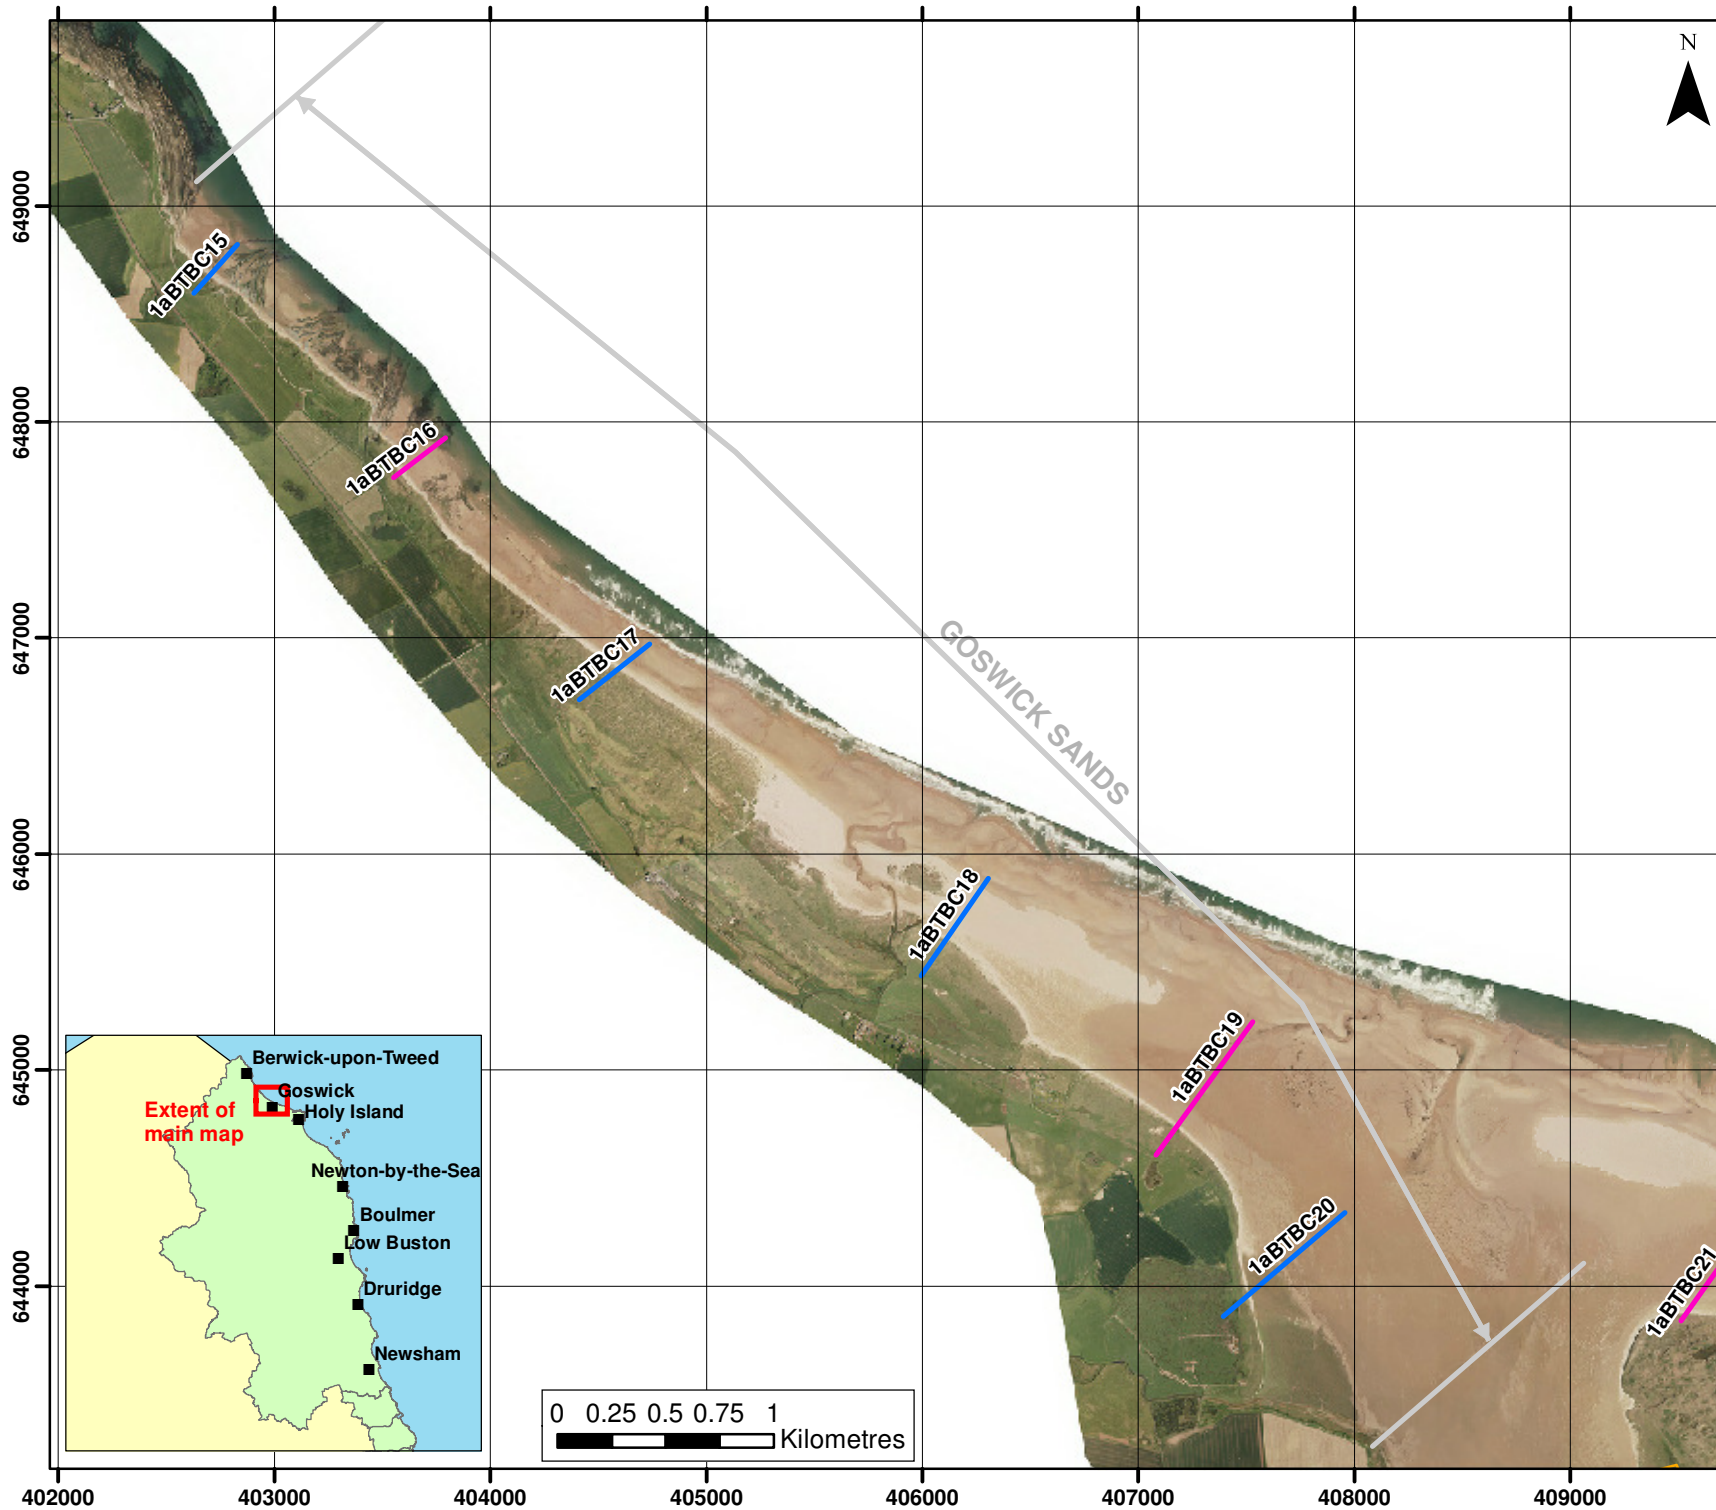 N
649000
648000
647000
646000
645000
644000
1aBTBC15
1aBTBC16
1aBTBC17
1aBTBC18
1aBTBC19
1aBTBC20
1aBTBC21
GOSWICK SANDS
Berwick-upon-Tweed
Goswick
Holy Island
Extent of
main map
Newton-by-the-Sea
Boulmer
Low Buston
Druridge
Newsham
0 0.25 0.5 0.75 1
Kilometres
402000 403000 404000 405000 406000 407000 408000 409000